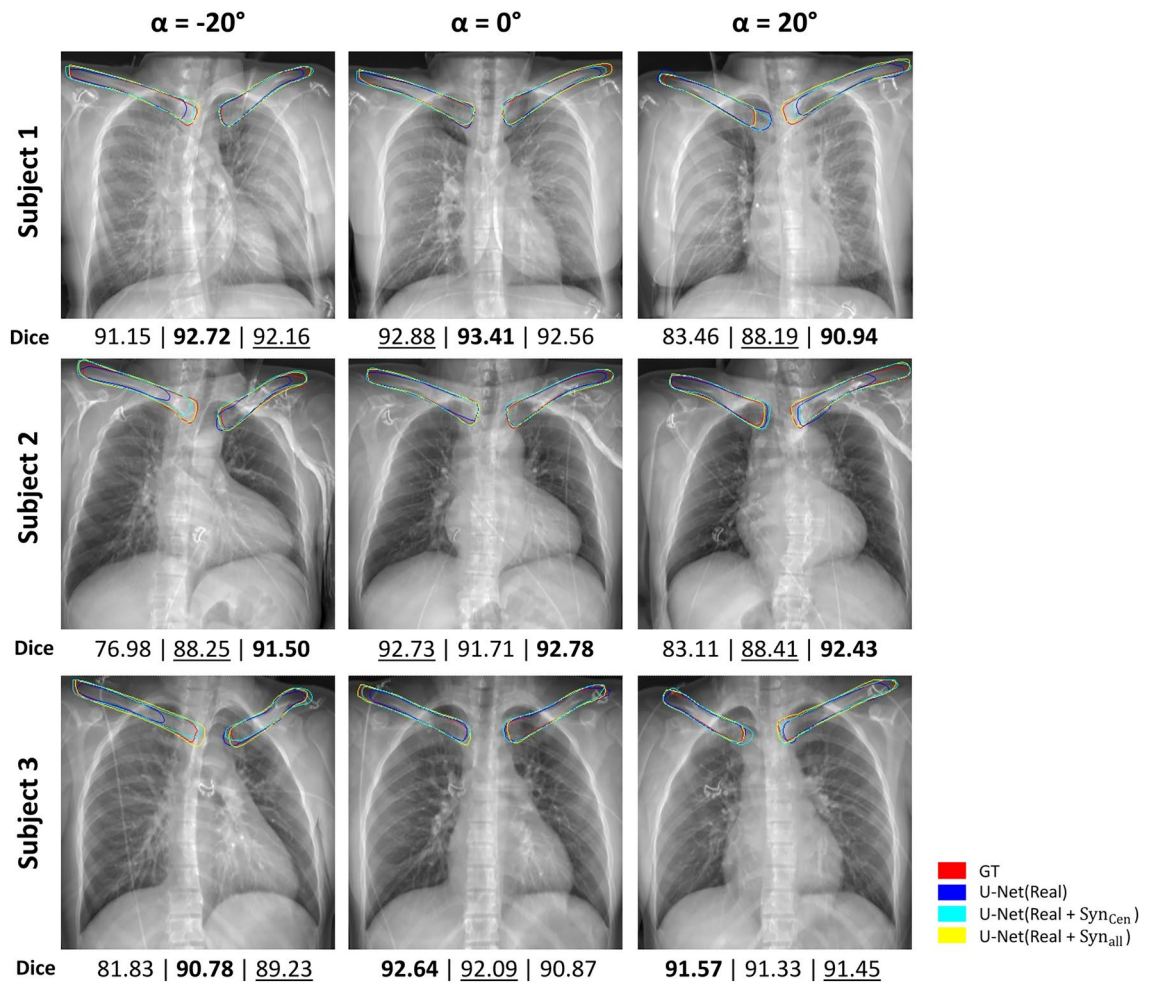 α = -20° α = 0° α = 20°
Subject 1
Dice 91.15 | 92.72 | 92.16 92.88 | 93.41 | 92.56 83.46 | 88.19 | 90.94
Subject 2
Dice 76.98 | 88.25 | 91.50 92.73 | 91.71 | 92.78 83.11 | 88.41 | 92.43
Subject 3
GT
U-Net(Real)
U-Net(Real + SynCen)
U-Net(Real + Synall)
Dice 81.83 | 90.78 | 89.23 92.64 | 92.09 | 90.87 91.57 | 91.33 | 91.45